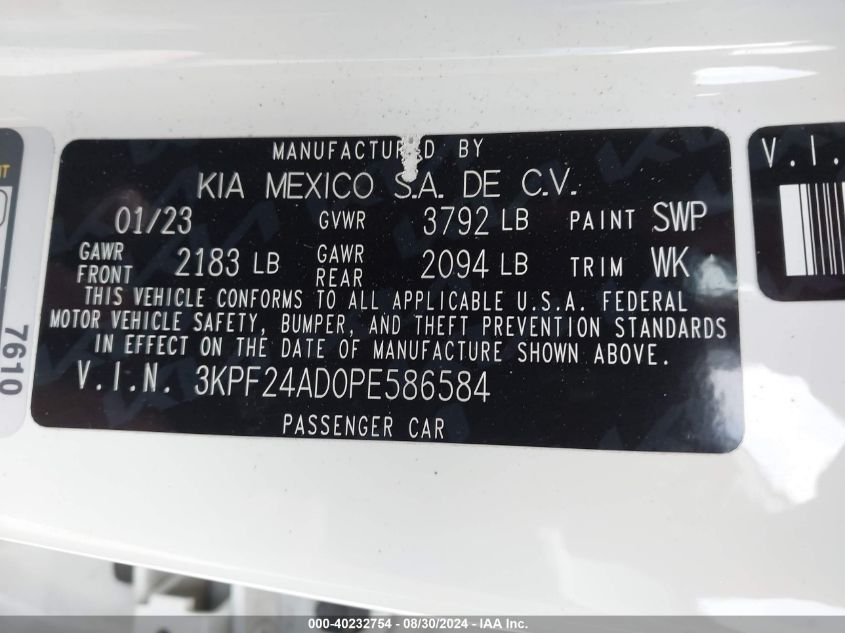 MANUFACTURED BY
KIA MEXICO S.A. DE C.V.
01/23 GVWR 3792 LB PAINT SWP
GAWR FRONT 2183 LB GAWR REAR 2094 LB TRIM WK
THIS VEHICLE CONFORMS TO ALL APPLICABLE U.S.A. FEDERAL
MOTOR VEHICLE SAFETY, BUMPER, AND THEFT PREVENTION STANDARDS
IN EFFECT ON THE DATE OF MANUFACTURE SHOWN ABOVE.
V.I.N. 3KPF24AD0PE586584
PASSENGER CAR
7610
V.I.
000-40232754 - 08/30/2024 - IAA Inc.